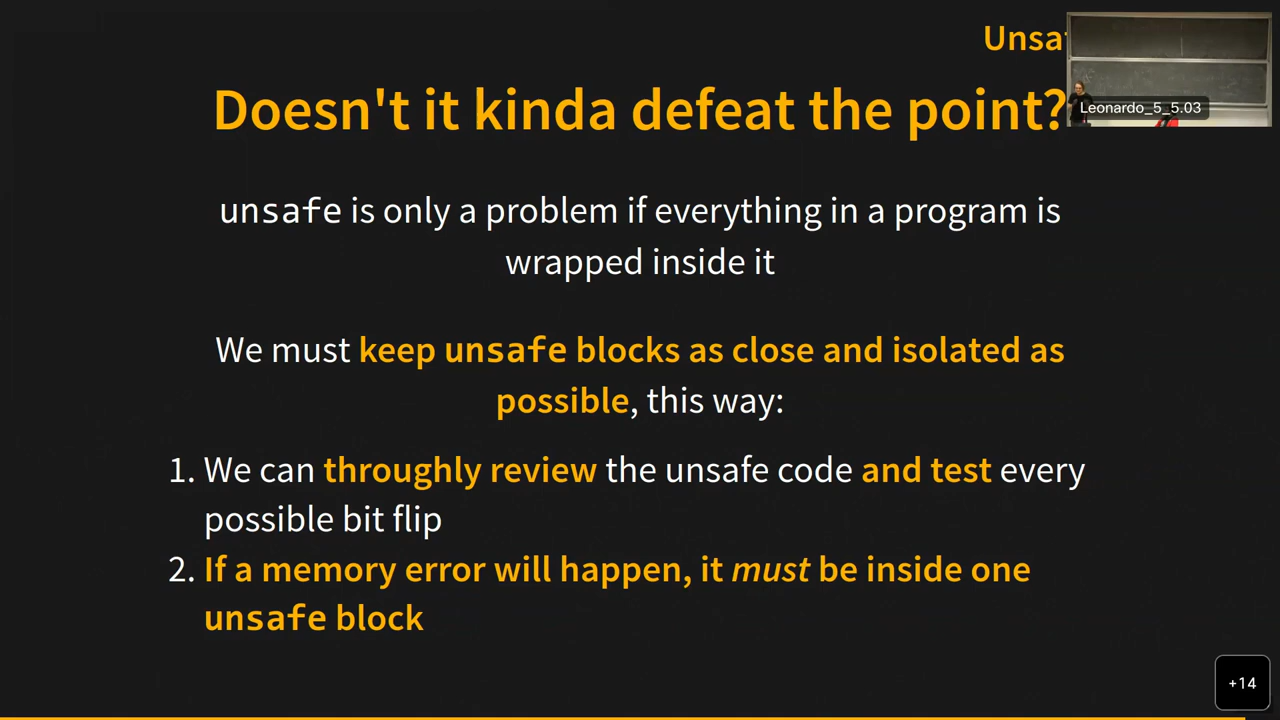 Doesn't it kinda defeat the point?
unsafe is only a problem if everything in a program is
wrapped inside it
We must keep unsafe blocks as close and isolated as
possible, this way:
1. We can throughly review the unsafe code and test every
possible bit flip
2. If a memory error will happen, it must be inside one
unsafe block
Leonardo_5_5.03
+14